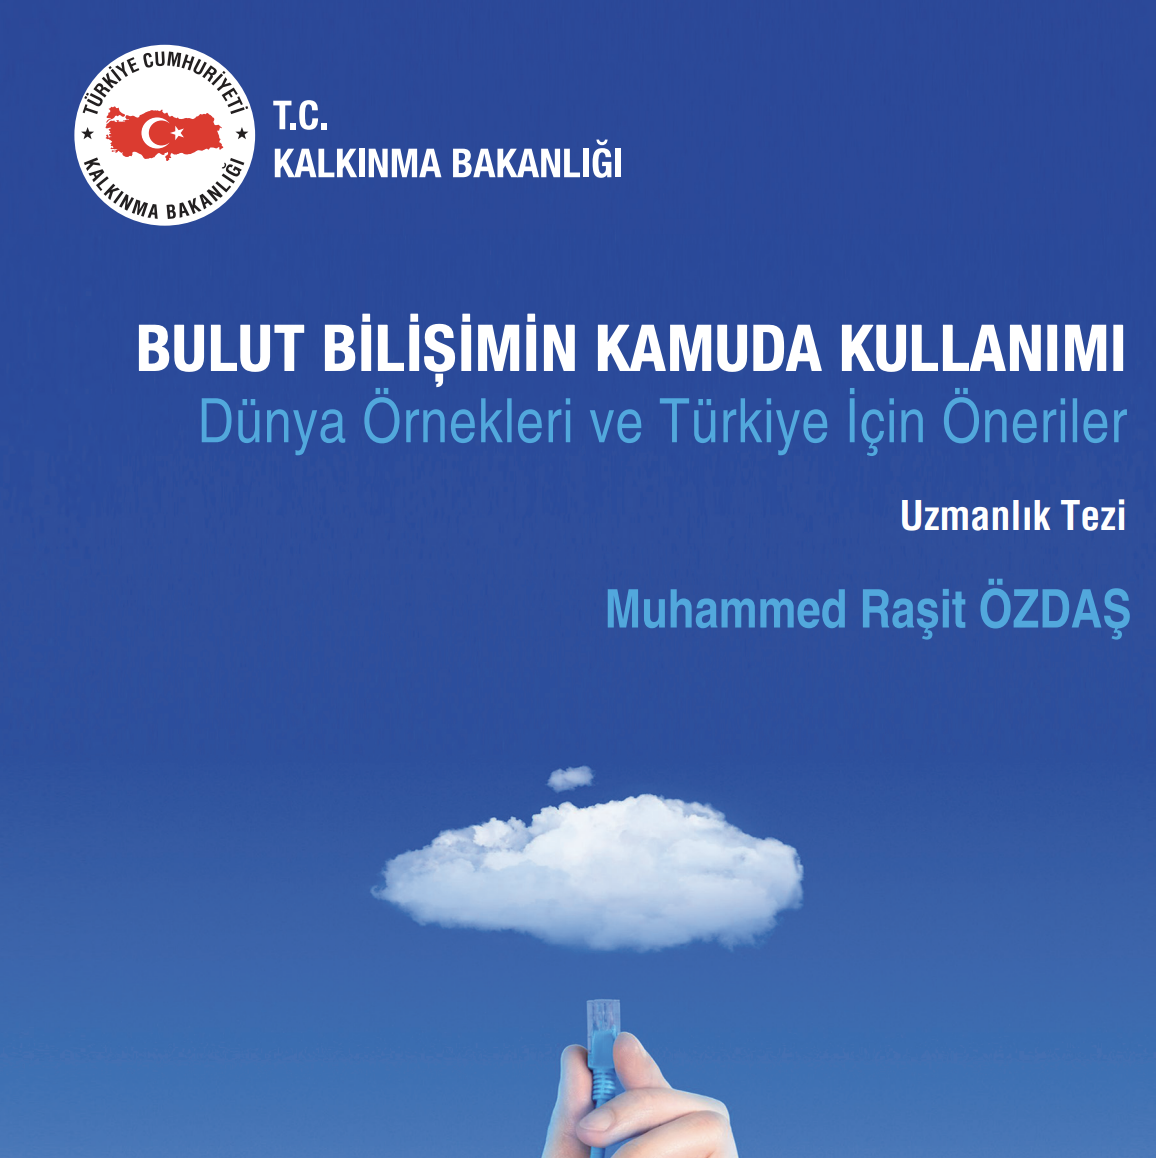 TÜRKİYE CUMHURİYETİ
KALKINMA BAKANLIĞI
T.C.
KALKINMA BAKANLIĞI
BULUT BİLİŞİMİN KAMUDA KULLANIMI
Dünya Örnekleri ve Türkiye İçin Öneriler
Uzmanlık Tezi
Muhammed Raşit ÖZDAŞ